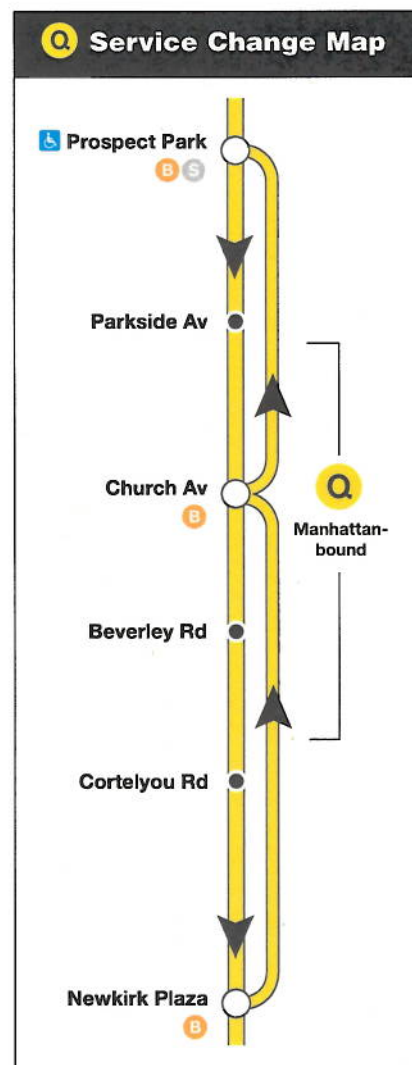 Q Service Change Map
Prospect Park
B S
Parkside Av
Church Av
B
Q
Manhattan-
bound
Beverley Rd
Cortelyou Rd
Newkirk Plaza
B